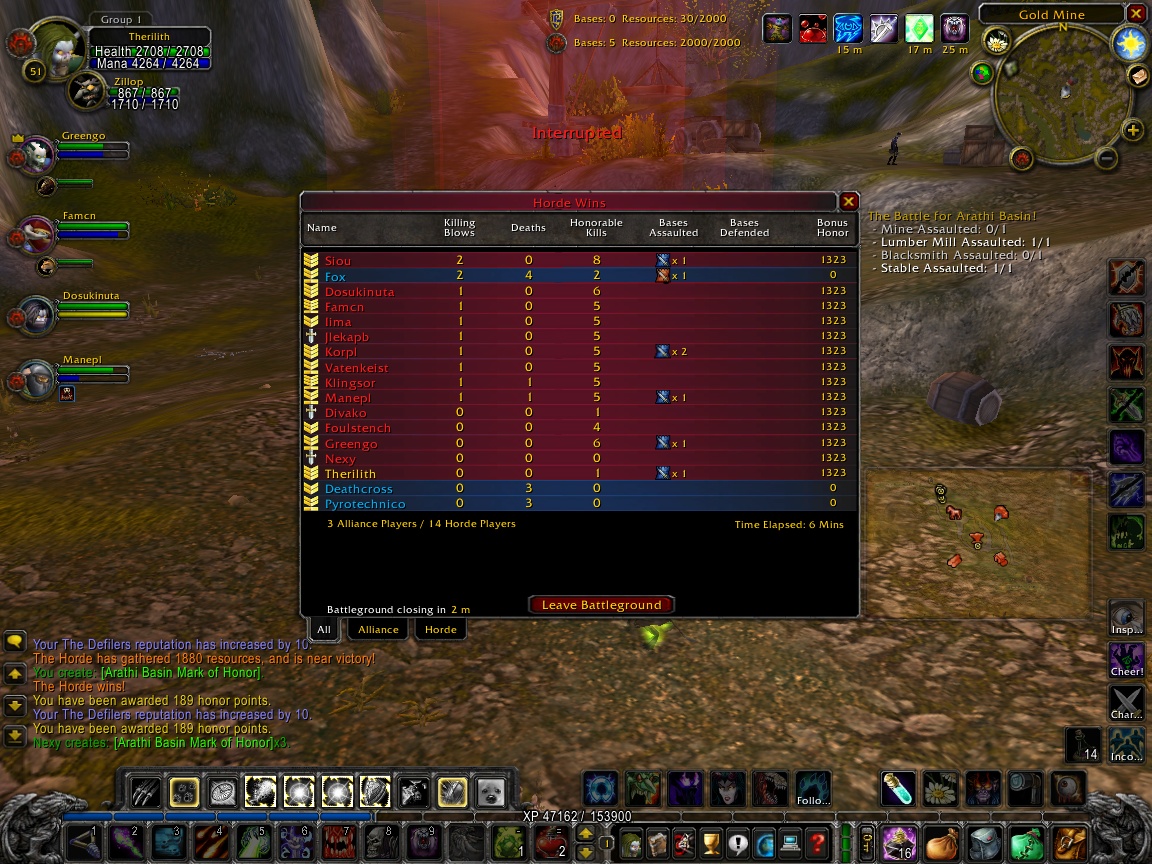 Group 1
Therilith
Health 2708 / 2708
Mana 4264 / 4264
51
Zillop
867 / 867
1710 / 1710
Greengo
Famcn
Dosukinuta
Manepl
Bases: 0 Resources: 30/2000
Bases: 5 Resources: 2000/2000
15 m
17 m
25 m
Gold Mine
N
Interrupted
The Battle for Arathi Basin!
- Mine Assaulted: 0/1
- Lumber Mill Assaulted: 1/1
- Blacksmith Assaulted: 0/1
- Stable Assaulted: 1/1
Horde Wins
Name Killing Blows Deaths Honorable Kills Bases Assaulted Bases Defended Bonus Honor
Siou 2 0 8 x 1 1323
Fox 2 4 2 x 1 0
Dosukinuta 1 0 6 1323
Famcn 1 0 5 1323
Iima 1 0 5 1323
Jlekapb 1 0 5 1323
Korpl 1 0 5 x 2 1323
Vatenkeist 1 0 5 1323
Klingsor 1 1 5 1323
Manepl 1 1 5 x 1 1323
Divako 0 0 1 1323
Foulstench 0 0 4 1323
Greengo 0 0 6 x 1 1323
Nexy 0 0 0 1323
Therilith 0 0 1 x 1 1323
Deathcross 0 3 0 0
Pyrotechnico 0 3 0 0
3 Alliance Players / 14 Horde Players
Time Elapsed: 6 Mins
Battleground closing in 2 m
Leave Battleground
All
Alliance
Horde
Your The Defilers reputation has increased by 10.
The Horde has gathered 1880 resources, and is near victory!
You create: [Arathi Basin Mark of Honor].
The Horde wins!
You have been awarded 189 honor points.
Your The Defilers reputation has increased by 10.
You have been awarded 189 honor points.
Nexy creates: [Arathi Basin Mark of Honor]x3.
Insp...
Cheer!
Char...
14
Inco...
Follo...
XP 47162 / 153900
1
2
3
4
5
6
7
8
9
1
2
1
16